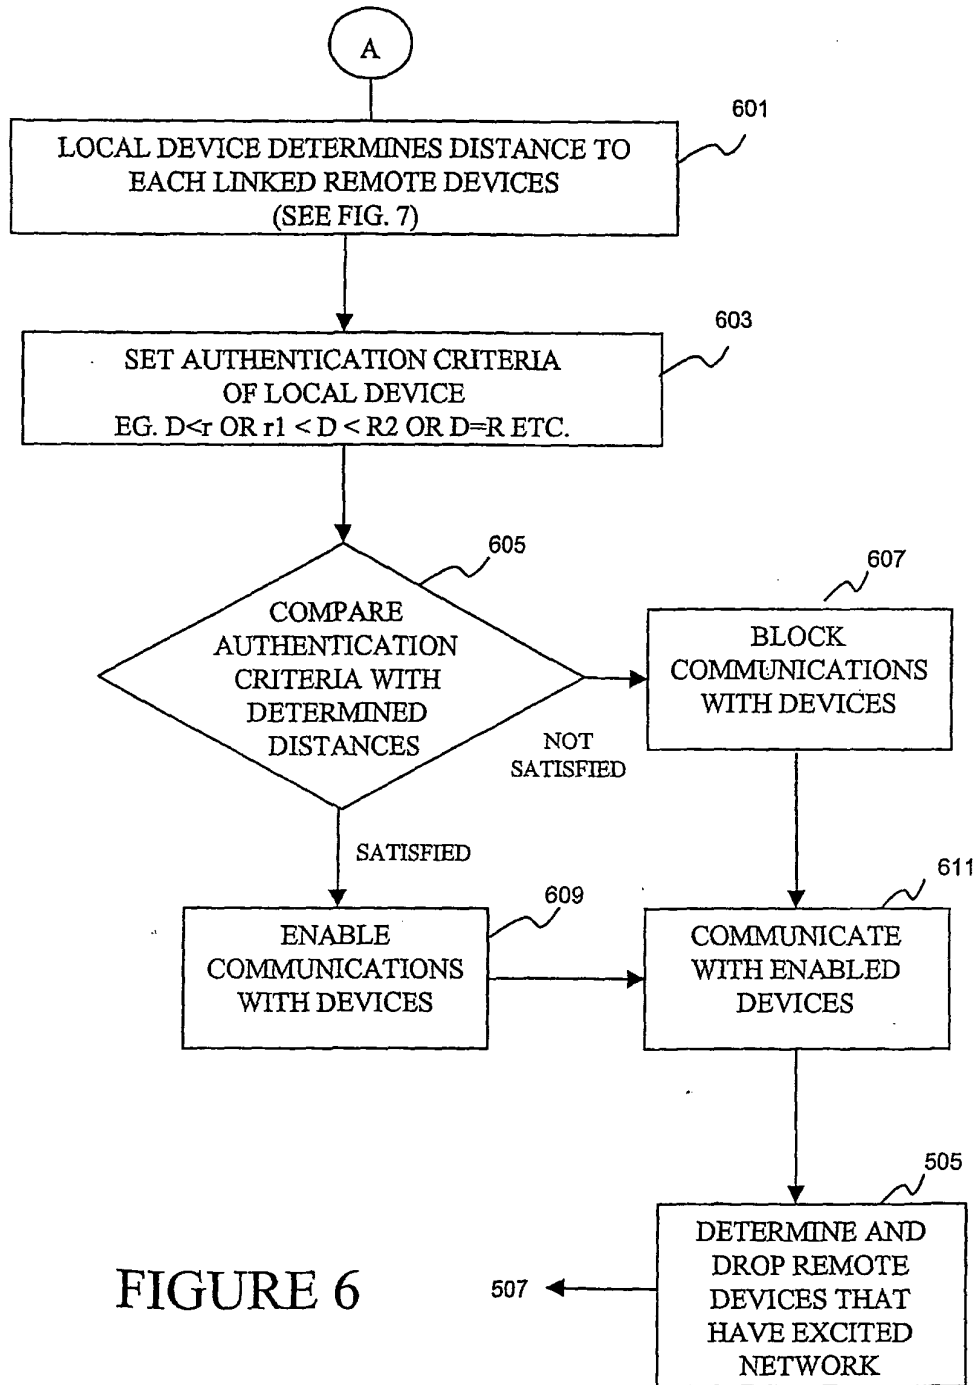 A
601
LOCAL DEVICE DETERMINES DISTANCE TO
EACH LINKED REMOTE DEVICES
(SEE FIG. 7)
603
SET AUTHENTICATION CRITERIA
OF LOCAL DEVICE
EG. D<r OR r1 < D < R2 OR D=R ETC.
605
COMPARE
AUTHENTICATION
CRITERIA WITH
DETERMINED
DISTANCES
NOT
SATISFIED
607
BLOCK
COMMUNICATIONS
WITH DEVICES
SATISFIED
609
ENABLE
COMMUNICATIONS
WITH DEVICES
611
COMMUNICATE
WITH ENABLED
DEVICES
505
DETERMINE AND
DROP REMOTE
DEVICES THAT
HAVE EXCITED
NETWORK
507
FIGURE 6